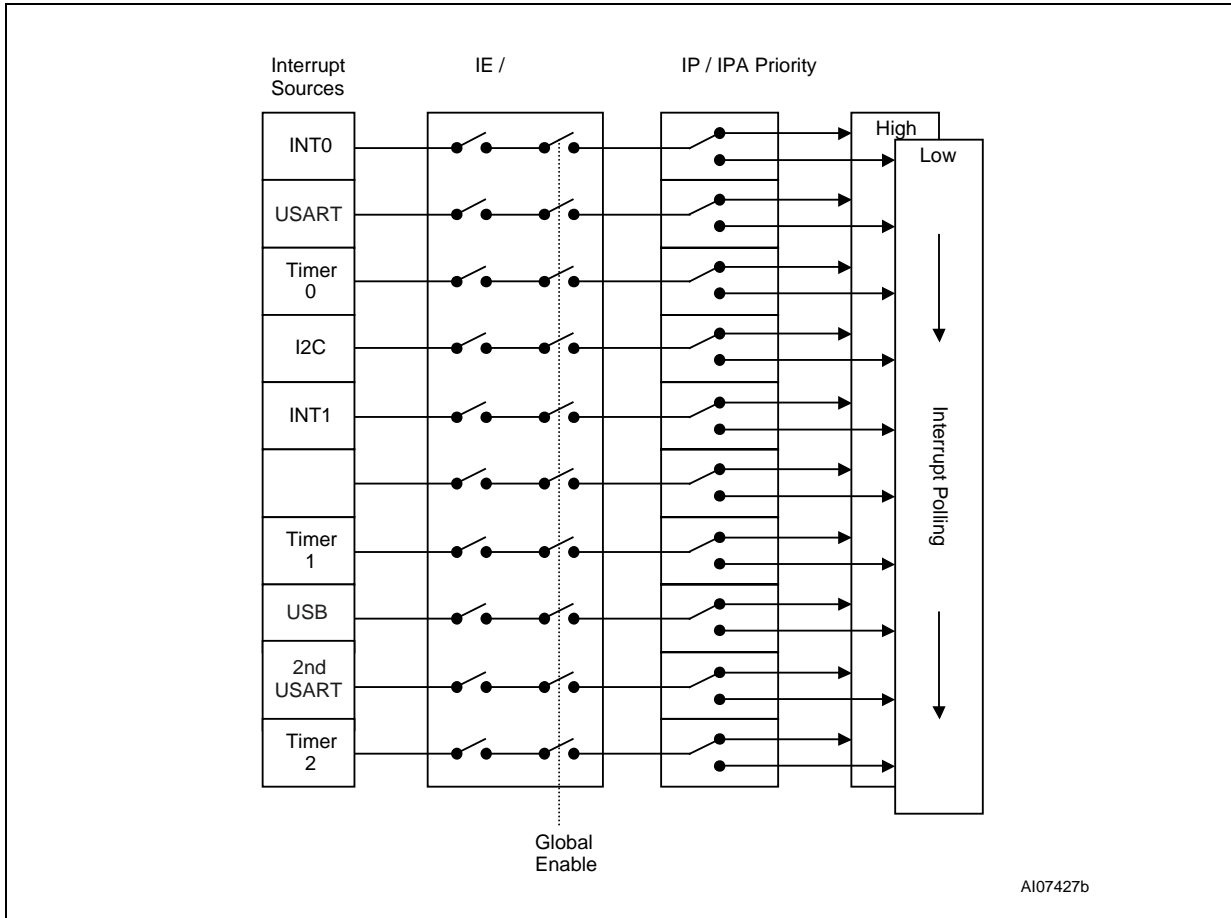 Interrupt
Sources
IE /
IP / IPA Priority
INT0
High
Low
USART
Timer
0
I2C
INT1
Interrupt Polling
Timer
1
USB
2nd
USART
Timer
2
Global
Enable
AI07427b